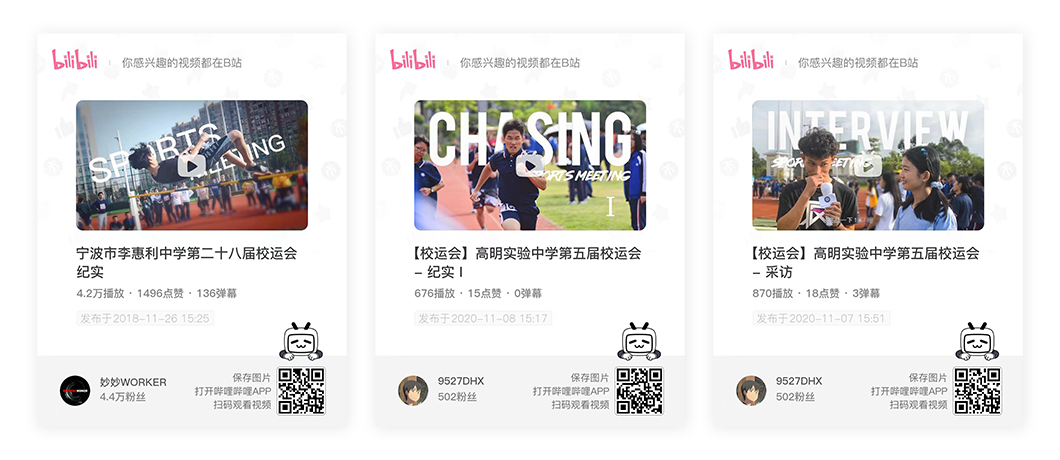 bilibili 你感兴趣的视频都在B站
SPORTS MEETING
宁波市李惠利中学第二十八届校运会
纪实
4.2万播放 · 1496点赞 · 136弹幕
发布于2018-11-26 15:25
妙妙WORKER
4.4万粉丝
保存图片
打开哔哩哔哩APP
扫码观看视频
bilibili 你感兴趣的视频都在B站
CHASING
SPORTS MEETING
I
【校运会】高明实验中学第五届校运会
- 纪实 I
676播放 · 15点赞 · 0弹幕
发布于2020-11-08 15:17
9527DHX
502粉丝
保存图片
打开哔哩哔哩APP
扫码观看视频
bilibili 你感兴趣的视频都在B站
INTERVIEW
SPORTS MEETING
【校运会】高明实验中学第五届校运会
- 采访
870播放 · 18点赞 · 3弹幕
发布于2020-11-07 15:51
9527DHX
502粉丝
保存图片
打开哔哩哔哩APP
扫码观看视频